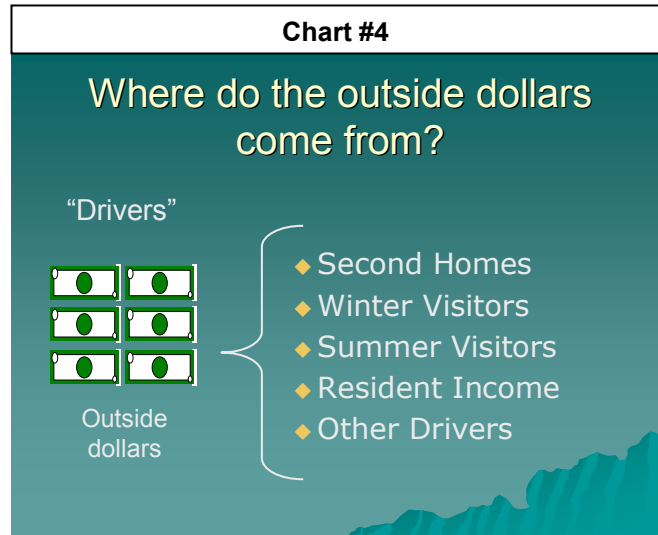 Chart #4
Where do the outside dollars
come from?
“Drivers”
Second Homes
Winter Visitors
Summer Visitors
Resident Income
Other Drivers
Outside
dollars